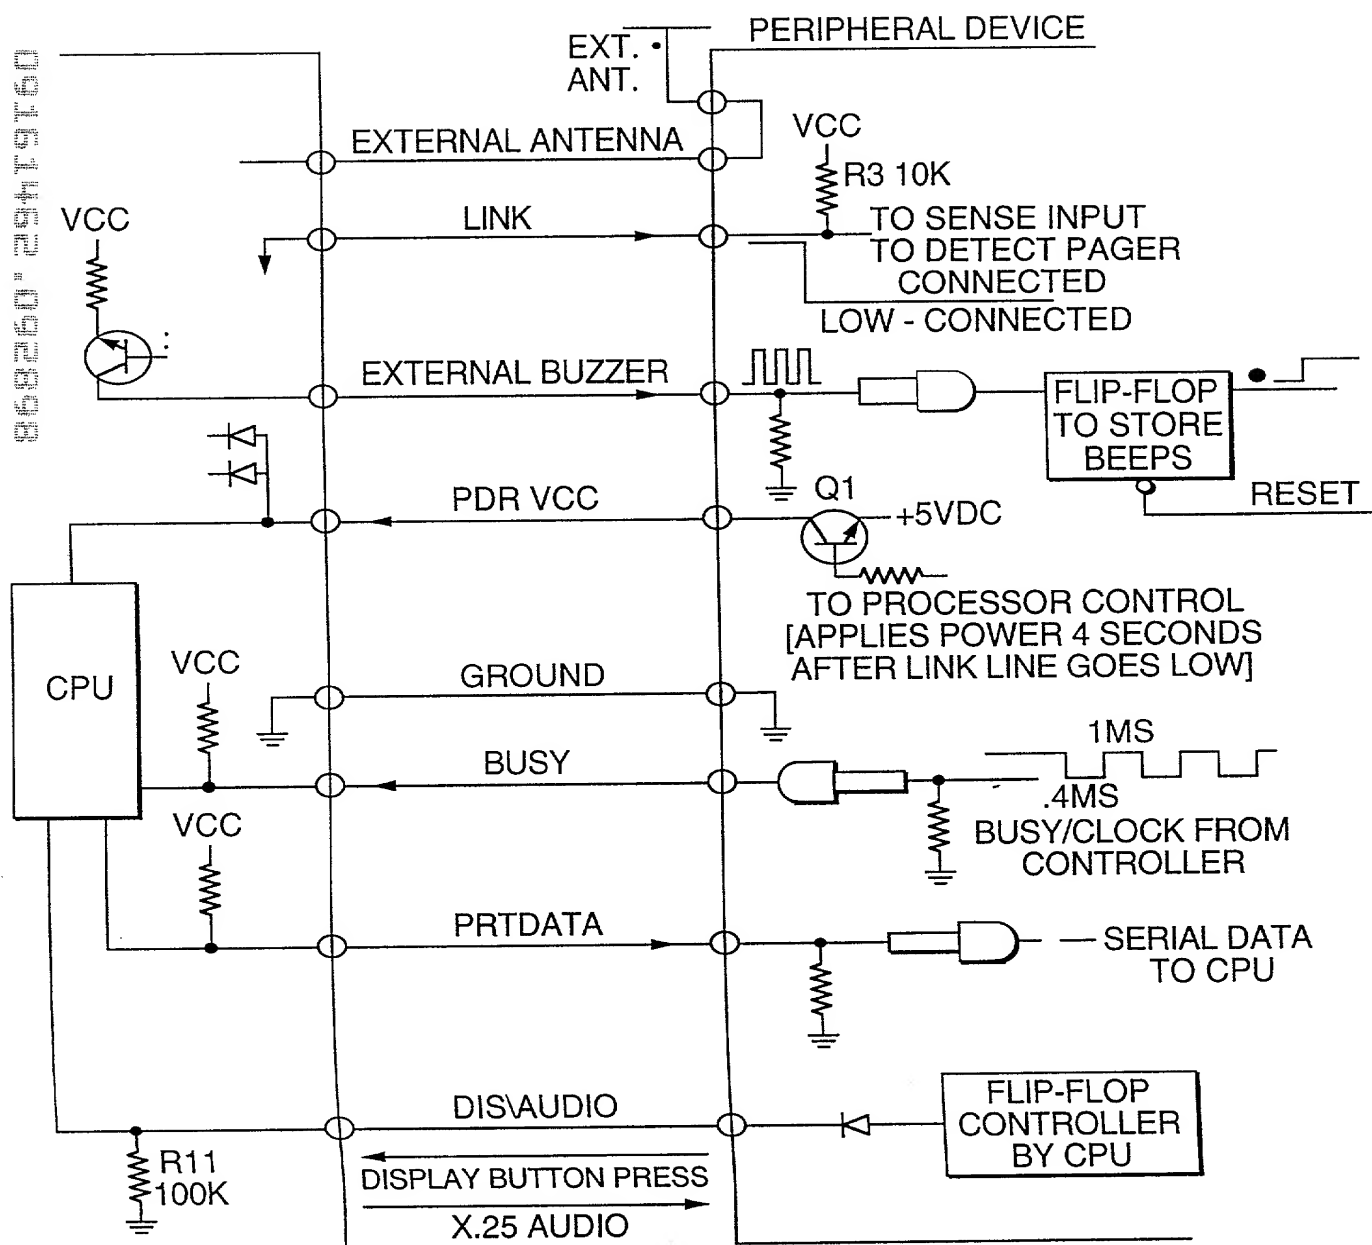 PERIPHERAL DEVICE
EXT.
ANT.
EXTERNAL ANTENNA
VCC
R3 10K
VCC
LINK
TO SENSE INPUT
TO DETECT PAGER
CONNECTED
LOW - CONNECTED
EXTERNAL BUZZER
FLIP-FLOP
TO STORE
BEEPS
RESET
PDR VCC
Q1
+5VDC
TO PROCESSOR CONTROL
[APPLIES POWER 4 SECONDS
AFTER LINK LINE GOES LOW]
CPU
VCC
GROUND
1MS
BUSY
.4MS
BUSY/CLOCK FROM
CONTROLLER
VCC
PRTDATA
SERIAL DATA
TO CPU
DIS\AUDIO
FLIP-FLOP
CONTROLLER
BY CPU
R11
100K
DISPLAY BUTTON PRESS
X.25 AUDIO